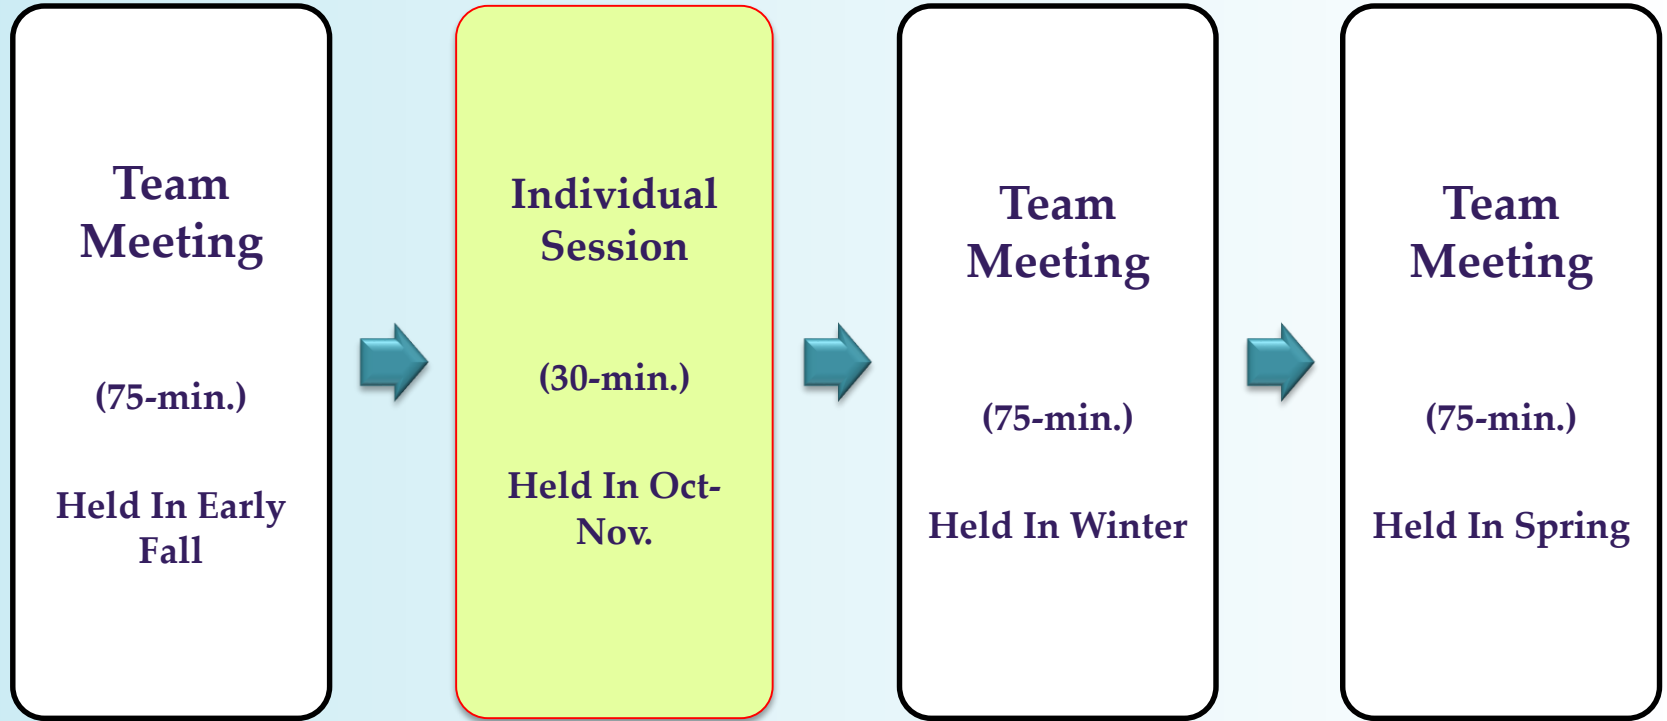 Team
Meeting
(75-min.)
Held In Early
Fall
Individual
Session
(30-min.)
Held In Oct-
Nov.
Team
Meeting
(75-min.)
Held In Winter
Team
Meeting
(75-min.)
Held In Spring